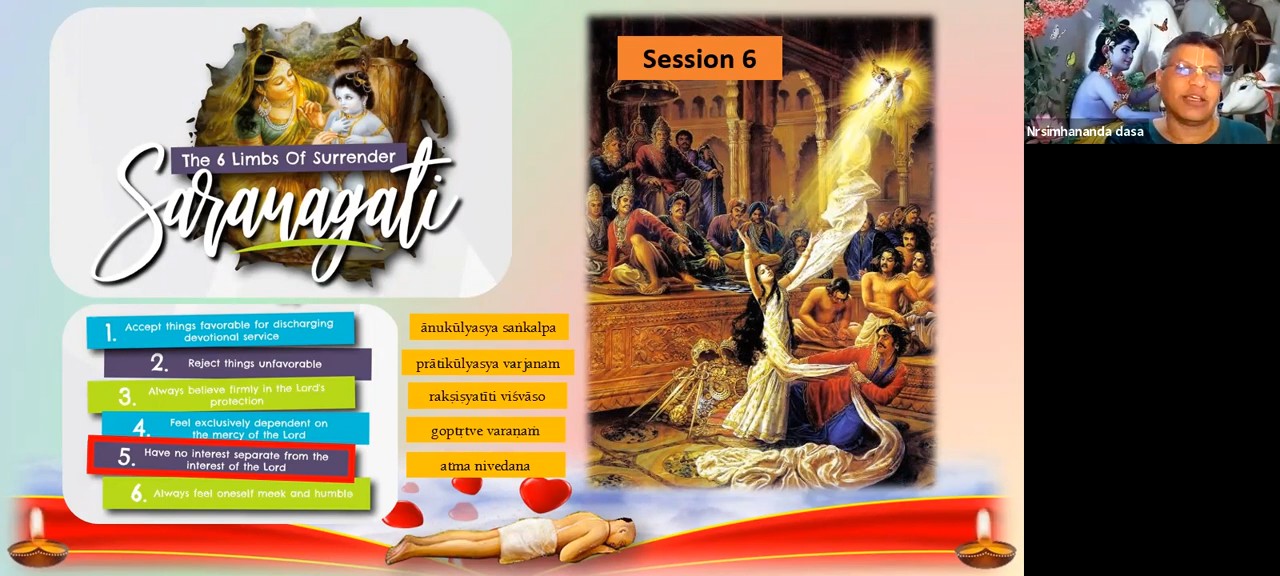 The 6 Limbs Of Surrender
Saranagati
Session 6
Nrsimhananda dasa
1. Accept things favorable for discharging
devotional service
2. Reject things unfavorable
3. Always believe firmly in the Lord's
protection
4. Feel exclusively dependent on
the mercy of the Lord
5. Have no interest separate from the
interest of the Lord
6. Always feel oneself meek and humble
ānukūlyasya saṅkalpa
prātikūlyasya varjanaṁ
rakṣiṣyatīti viśvāso
goptṛtve varaṇaṁ
atma nivedana